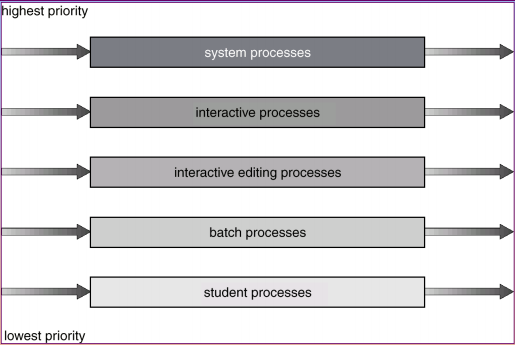 highest priority
system processes
interactive processes
interactive editing processes
batch processes
student processes
lowest priority